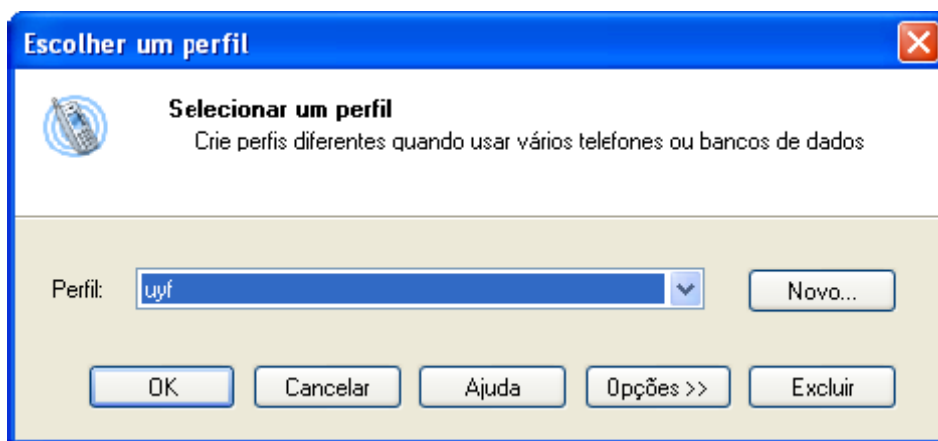 Escolher um perfil
Selecionar um perfil
Crie perfis diferentes quando usar vários telefones ou bancos de dados
Perfil: uyf Novo...
OK Cancelar Ajuda Opções >> Excluir